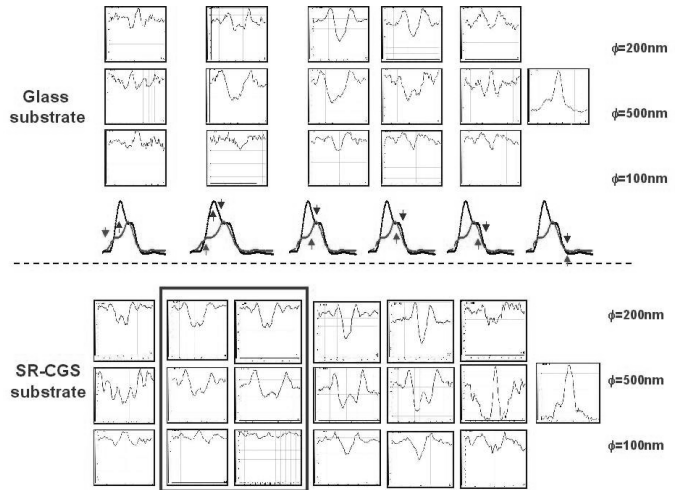 ϕ=200nm
Glass
substrate
ϕ=500nm
ϕ=100nm
ϕ=200nm
SR-CGS
substrate
ϕ=500nm
ϕ=100nm